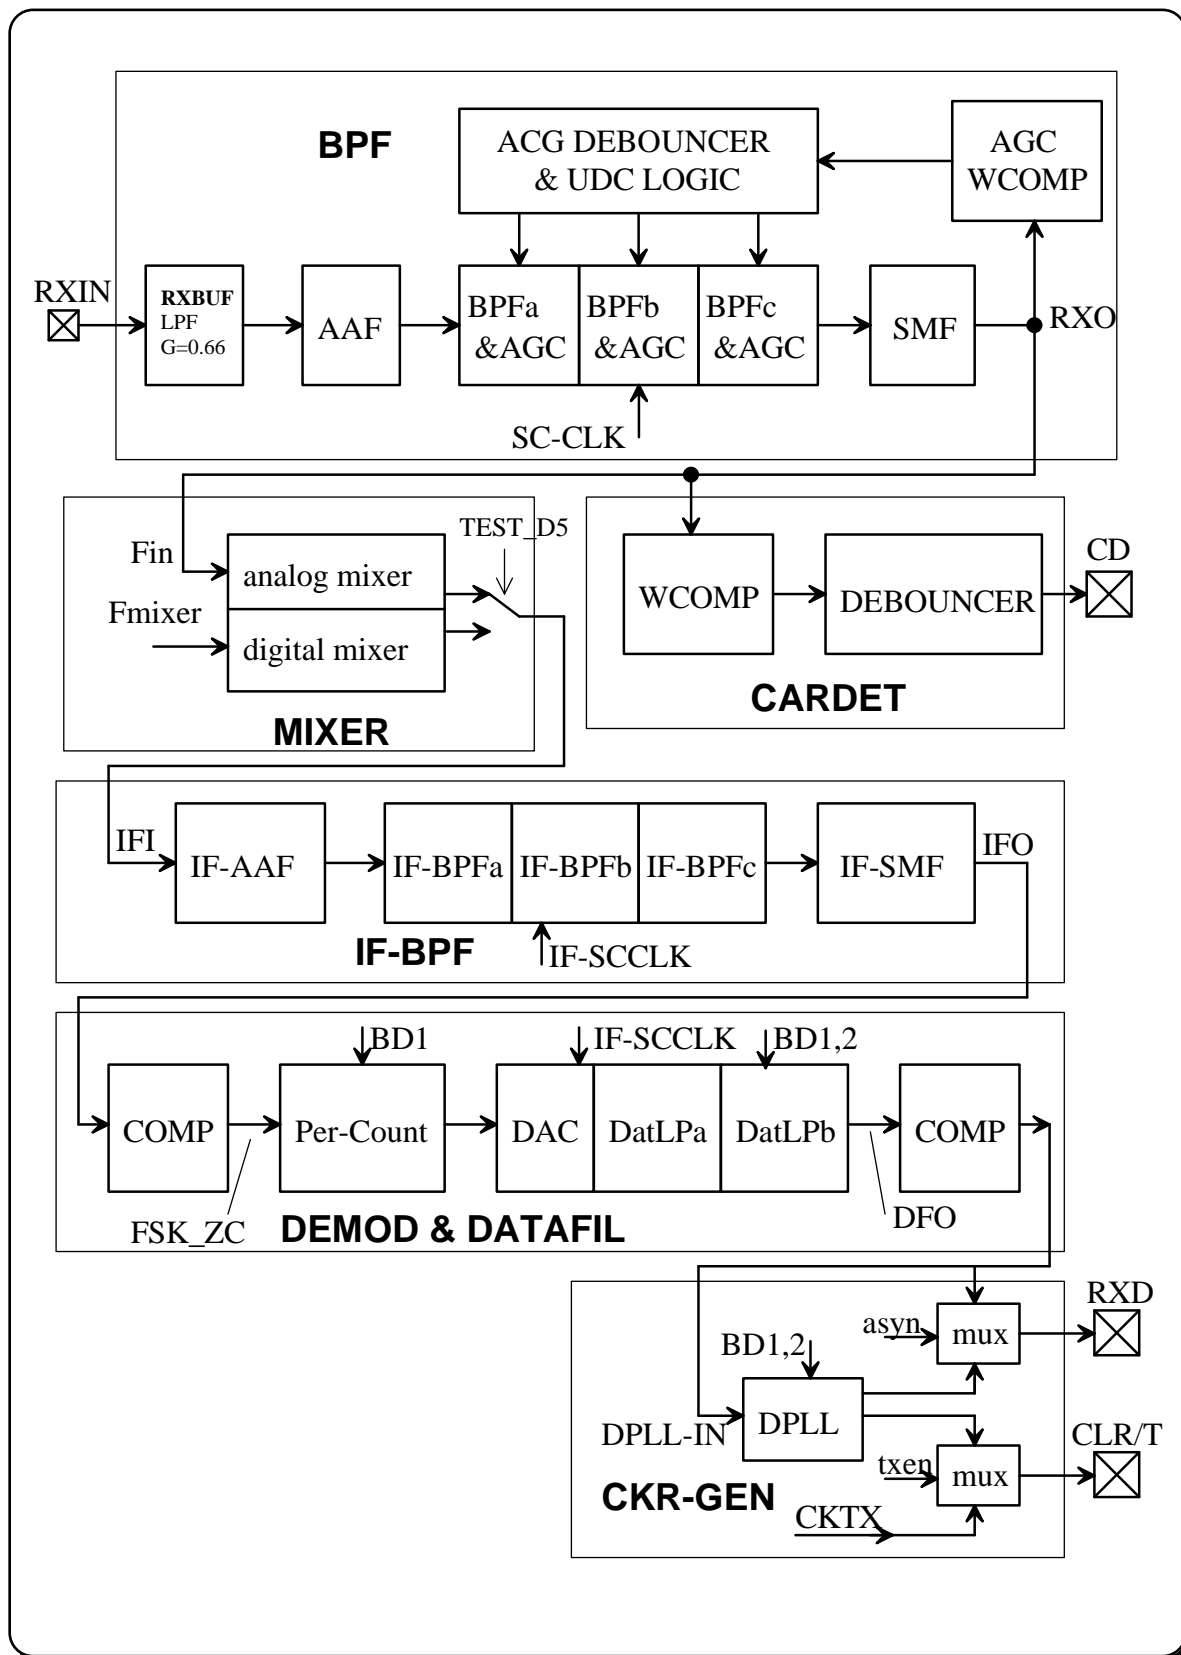 BPF
ACG DEBOUNCER
& UDC LOGIC
AGC
WCOMP
RXIN
RXBUF
LPF
G=0.66
AAF
BPFa
&AGC
BPFb
&AGC
BPFc
&AGC
SMF
RXO
SC-CLK
Fin
Fmixer
analog mixer
digital mixer
TEST_D5
MIXER
WCOMP
DEBOUNCER
CD
CARDET
IFI
IF-AAF
IF-BPFa
IF-BPFb
IF-BPFc
IF-SMF
IFO
IF-BPF
IF-SCCLK
BD1
IF-SCCLK
BD1,2
COMP
Per-Count
DAC
DatLPa
DatLPb
COMP
FSK_ZC
DEMOD & DATAFIL
DFO
asyn
mux
RXD
BD1,2
DPLL-IN
DPLL
txen
mux
CLR/T
CKR-GEN
CKTX